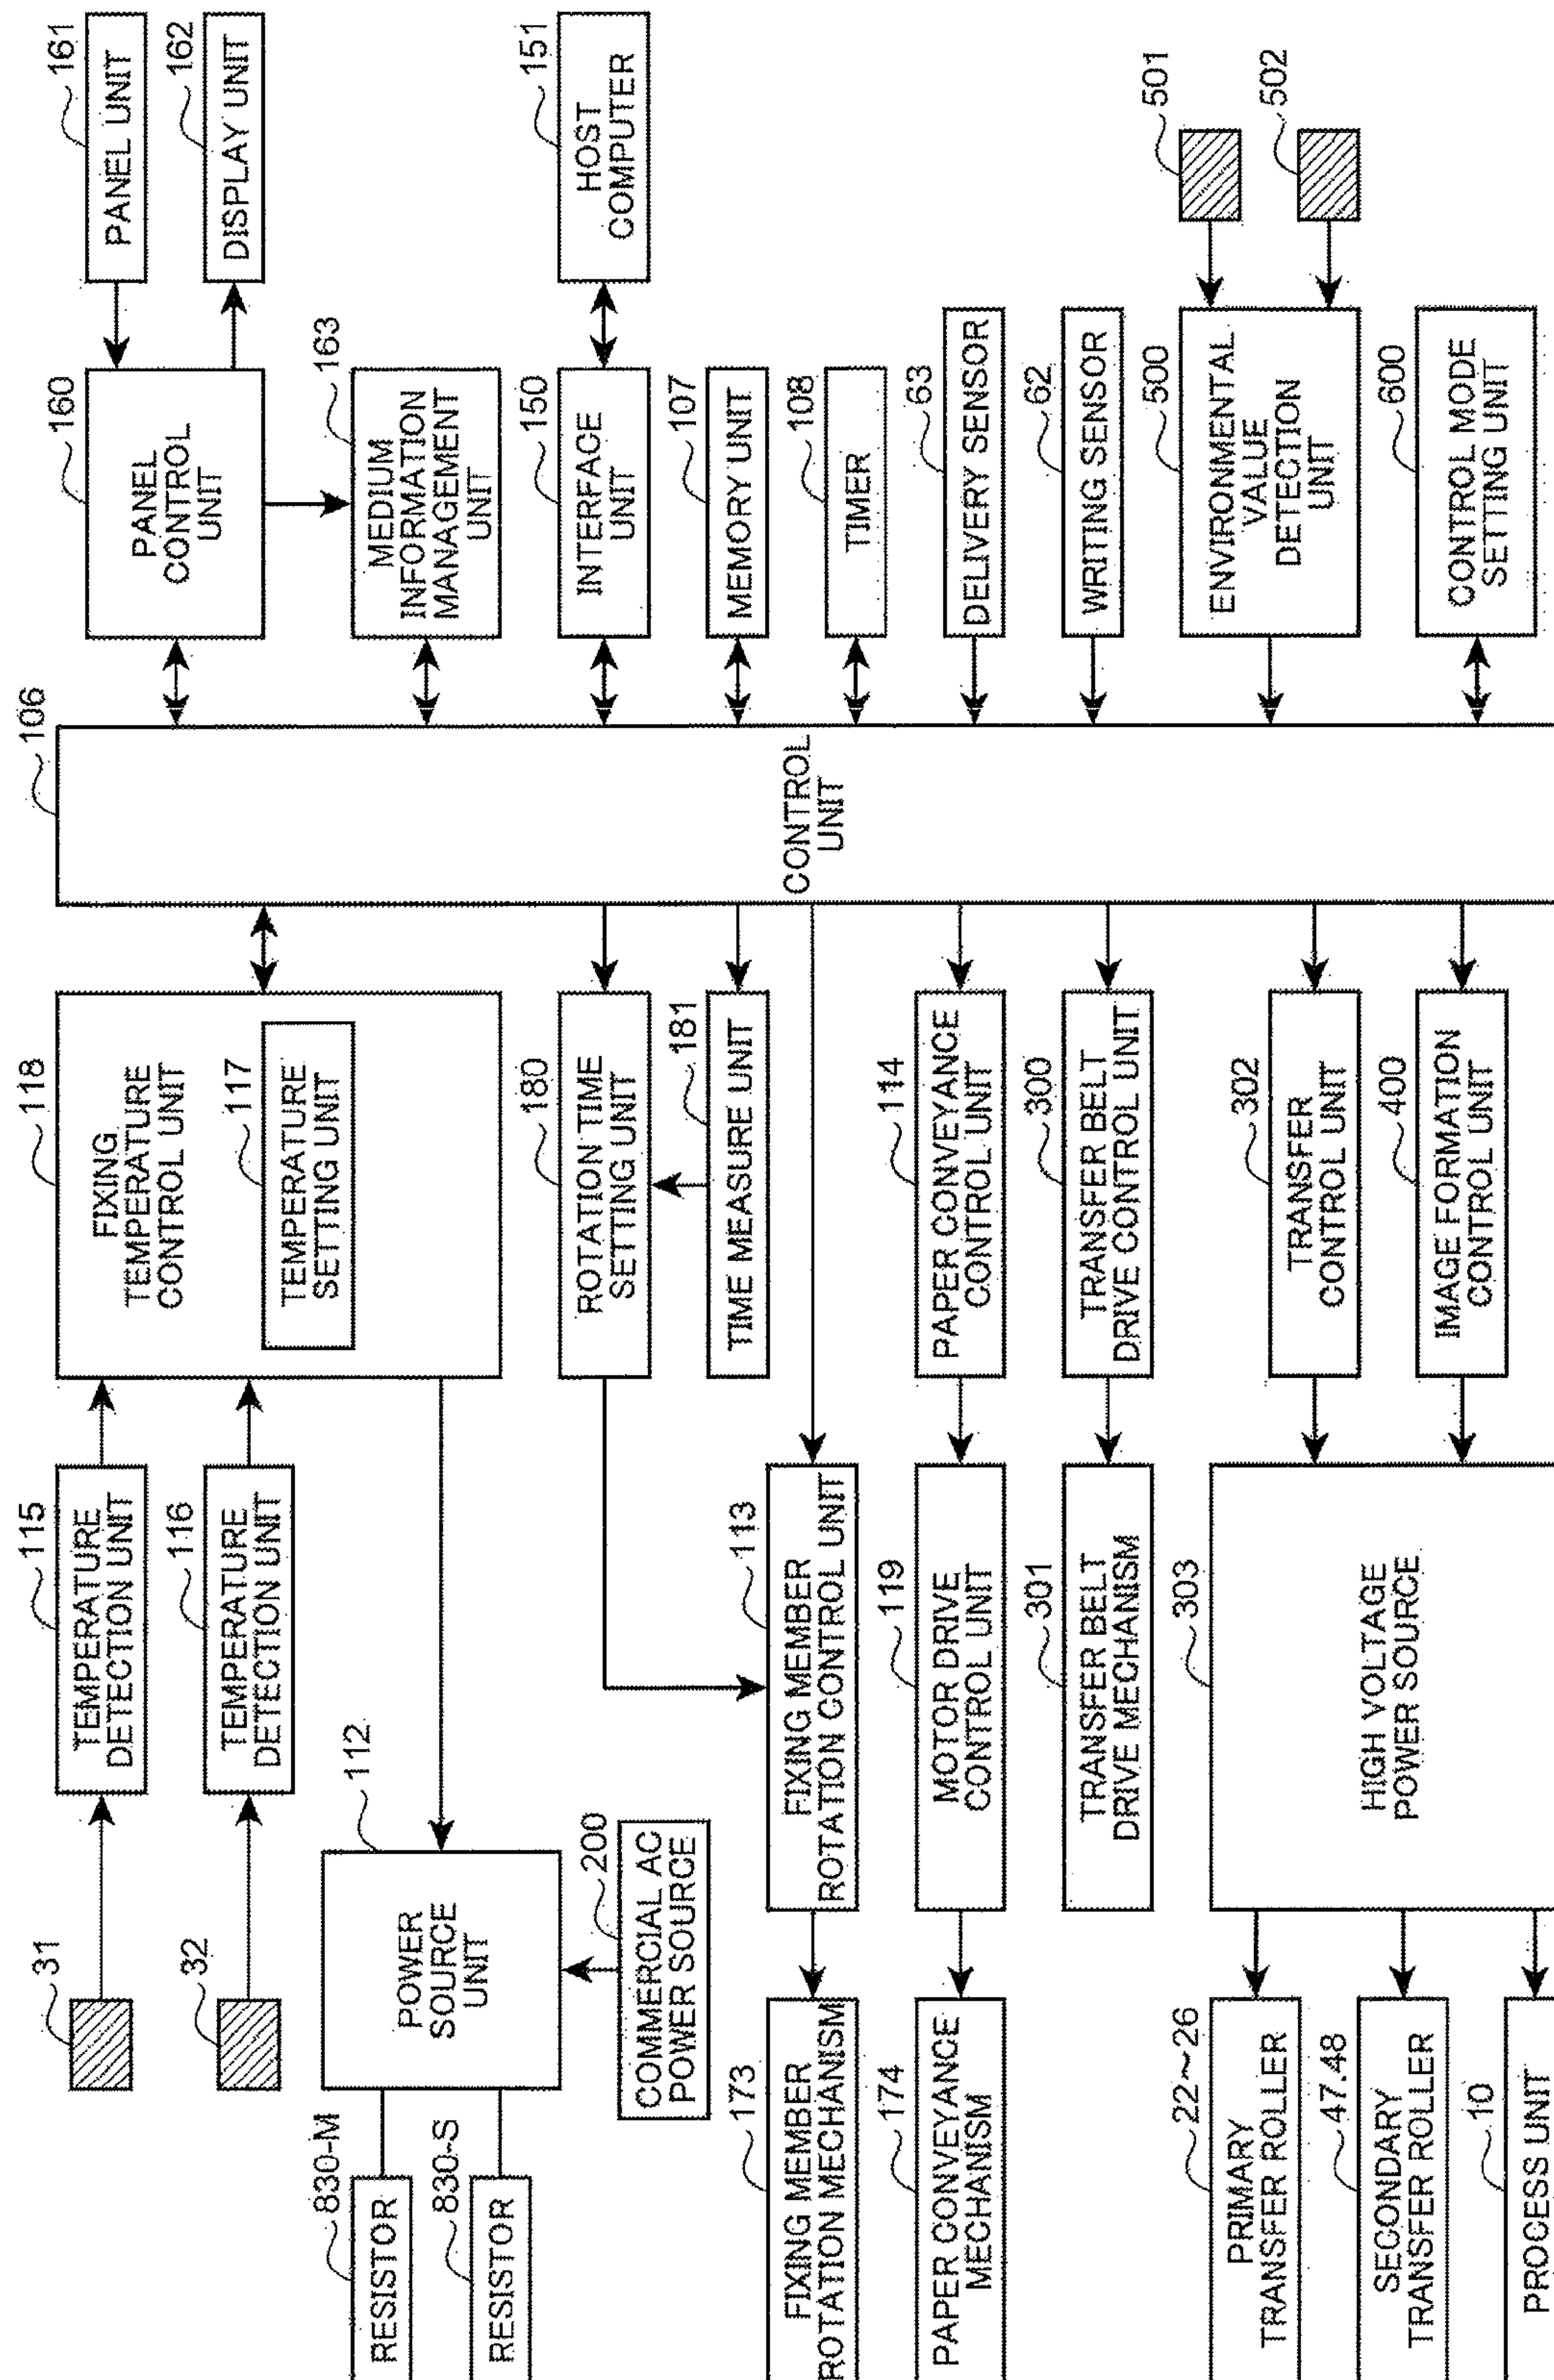 31
115
TEMPERATURE
DETECTION UNIT
118
FIXING
TEMPERATURE
CONTROL UNIT
117
TEMPERATURE
SETTING UNIT
106
CONTROL
UNIT
160
PANEL
CONTROL
UNIT
161
PANEL UNIT
162
DISPLAY UNIT
32
116
TEMPERATURE
DETECTION UNIT
163
MEDIUM
INFORMATION
MANAGEMENT
UNIT
830-M
RESISTOR
830-S
RESISTOR
112
POWER
SOURCE
UNIT
200
COMMERCIAL AC
POWER SOURCE
180
ROTATION TIME
SETTING UNIT
181
TIME MEASURE UNIT
150
INTERFACE
UNIT
151
HOST
COMPUTER
107
MEMORY UNIT
108
TIMER
173
FIXING MEMBER
ROTATION MECHANISM
113
FIXING MEMBER
ROTATION CONTROL UNIT
174
PAPER CONVEYANCE
MECHANISM
119
MOTOR DRIVE
CONTROL UNIT
114
PAPER CONVEYANCE
CONTROL UNIT
63
DELIVERY SENSOR
301
TRANSFER BELT
DRIVE MECHANISM
300
TRANSFER BELT
DRIVE CONTROL UNIT
62
WRITING SENSOR
22~26
PRIMARY
TRANSFER ROLLER
47.48
SECONDARY
TRANSFER ROLLER
10
PROCESS UNIT
303
HIGH VOLTAGE
POWER SOURCE
302
TRANSFER
CONTROL UNIT
400
IMAGE FORMATION
CONTROL UNIT
500
ENVIRONMENTAL
VALUE
DETECTION
UNIT
501
502
600
CONTROL MODE
SETTING UNIT